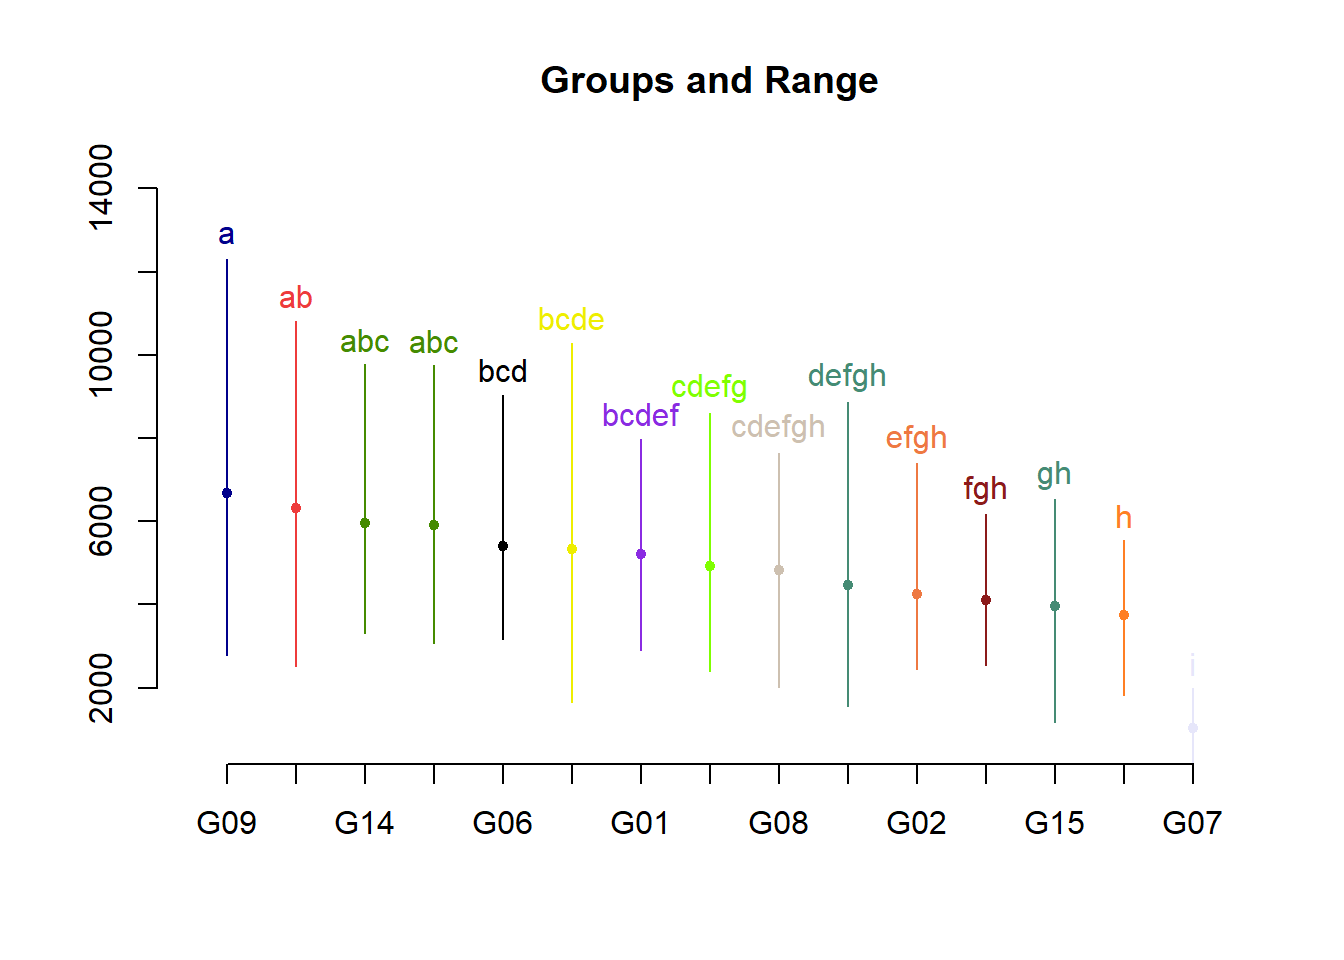 Groups and Range
14000
10000
6000
2000
a
ab
abc
abc
bcd
bcde
bcdef
cdefg
cdefgh
defgh
efgh
fgh
gh
h
i
G09 G14 G06 G01 G08 G02 G15 G07